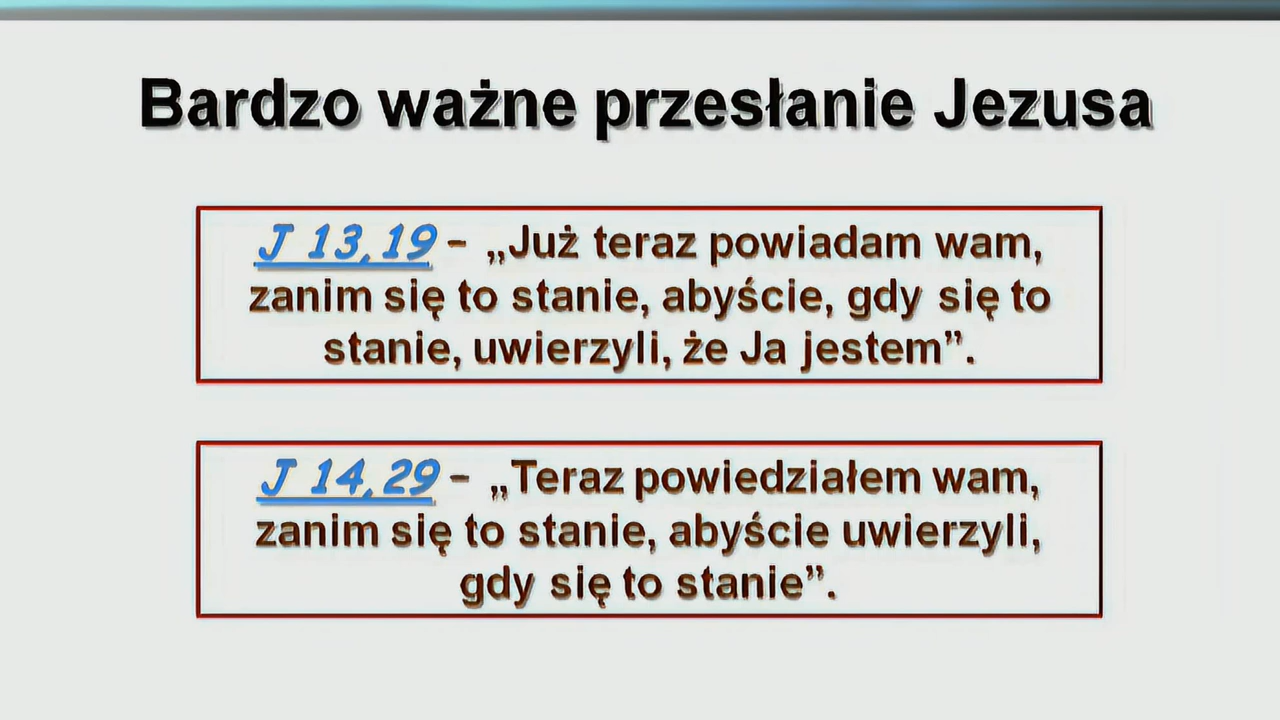 Bardzo ważne przesłanie Jezusa
J 13,19 – „Już teraz powiadam wam,
zanim się to stanie, abyście, gdy się to
stanie, uwierzyli, że Ja jestem”.
J 14,29 – „Teraz powiedziałem wam,
zanim się to stanie, abyście uwierzyli,
gdy się to stanie”.